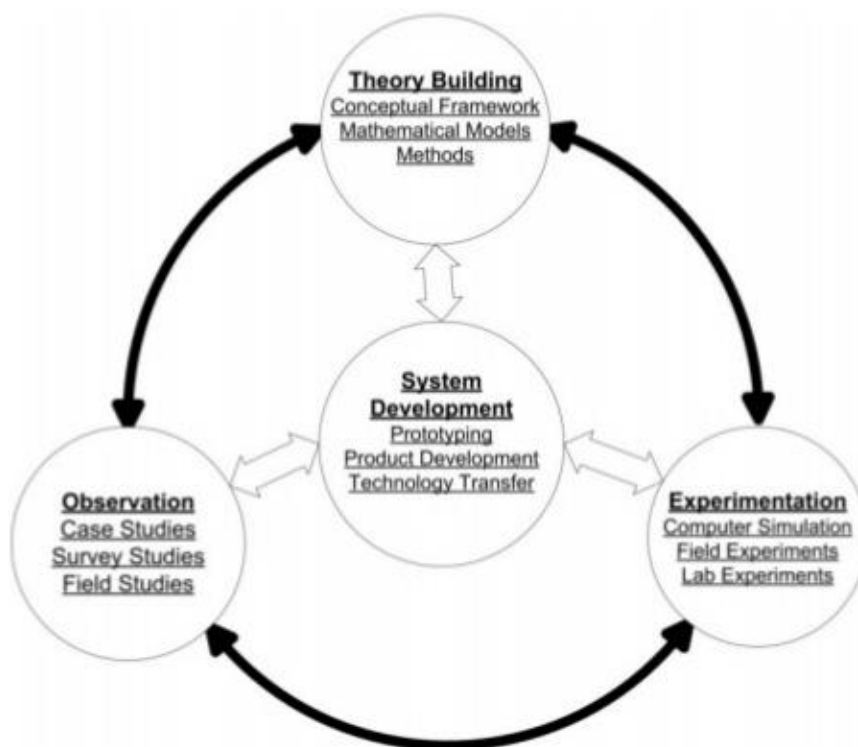 Theory Building
Conceptual Framework
Mathematical Models
Methods
System
Development
Prototyping
Product Development
Technology Transfer
Observation
Case Studies
Survey Studies
Field Studies
Experimentation
Computer Simulation
Field Experiments
Lab Experiments